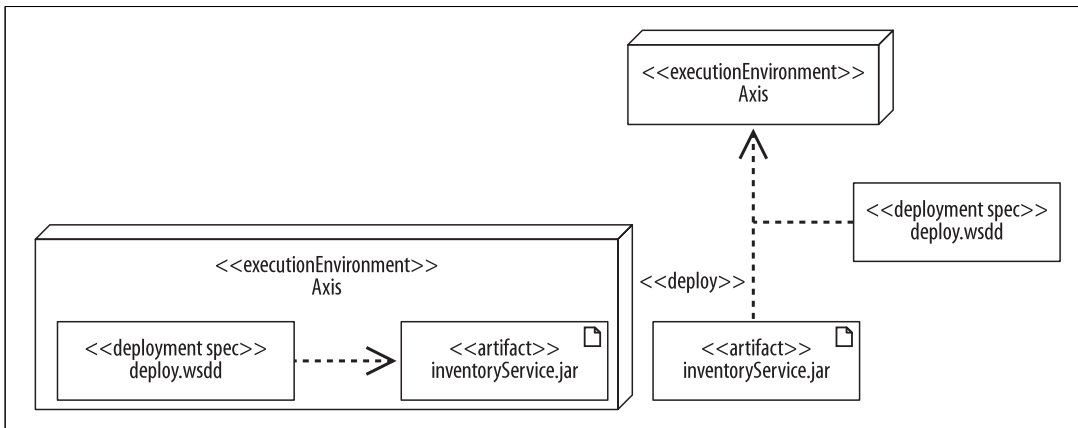 <<executionEnvironment>>
Axis
<<deployment spec>>
deploy.wsdd
<<executionEnvironment>>
Axis
<<deploy>>
<<deployment spec>>
deploy.wsdd
<<artifact>>
inventoryService.jar
<<artifact>>
inventoryService.jar